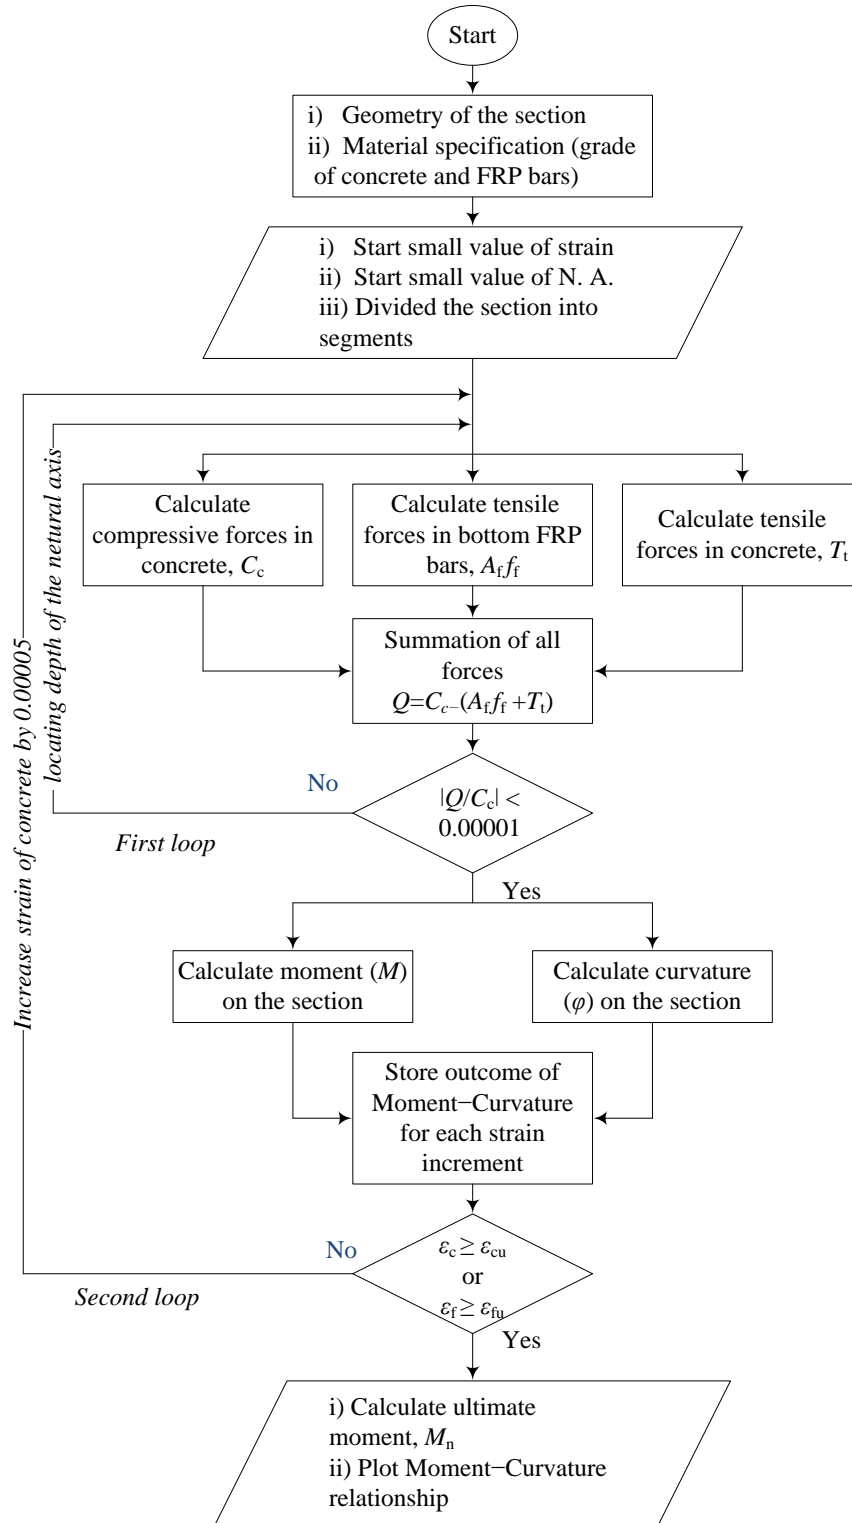 Start
i) Geometry of the section
ii) Material specification (grade
of concrete and FRP bars)
i) Start small value of strain
ii) Start small value of N. A.
iii) Divided the section into
segments
Increase strain of concrete by 0.00005
locating depth of the netural axis
Calculate
compressive forces in
concrete, Cc
Calculate tensile
forces in bottom FRP
bars, Afff
Calculate tensile
forces in concrete, Tt
Summation of all
forces
Q=Cc−(Afff +Tt)
No
|Q/Cc| <
0.00001
First loop
Yes
Calculate moment (M)
on the section
Calculate curvature
(φ) on the section
Store outcome of
Moment−Curvature
for each strain
increment
No
εc ≥ εcu
or
εf ≥ εfu
Second loop
Yes
i) Calculate ultimate
moment, Mn
ii) Plot Moment−Curvature
relationship